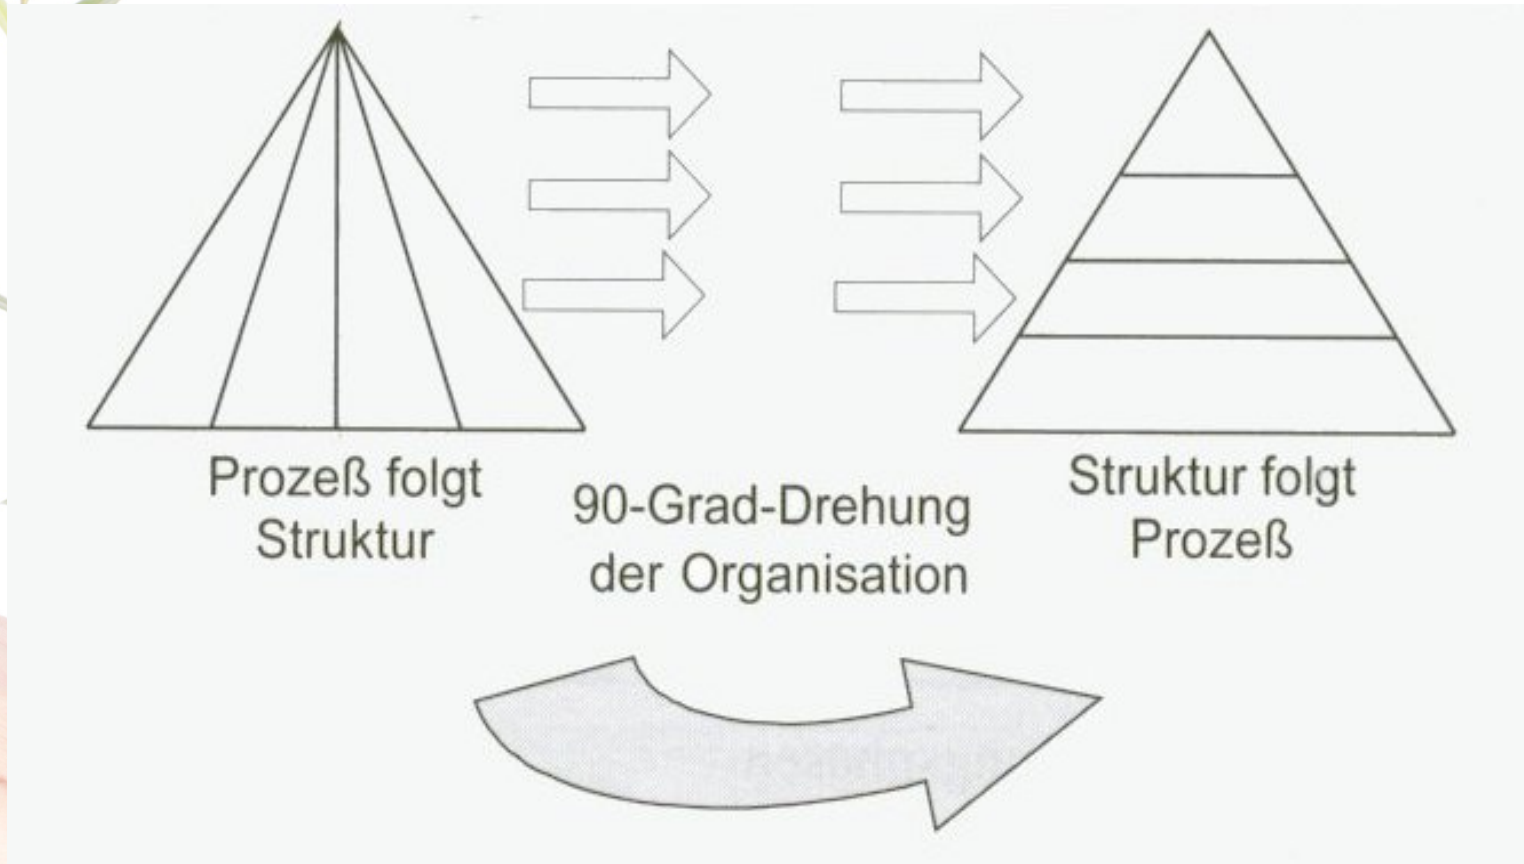 Prozeß folgt
Struktur
90-Grad-Drehung
der Organisation
Struktur folgt
Prozeß